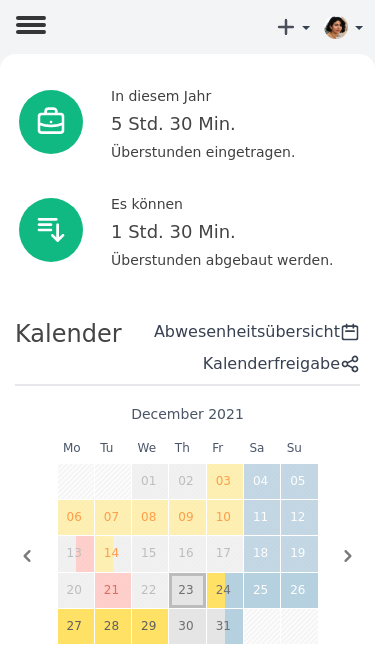 In diesem Jahr
5 Std. 30 Min.
Überstunden eingetragen.
Es können
1 Std. 30 Min.
Überstunden abgebaut werden.
Kalender
Abwesenheitsübersicht
Kalenderfreigabe
December 2021
Mo Tu We Th Fr Sa Su
01 02 03 04 05
06 07 08 09 10 11 12
13 14 15 16 17 18 19
20 21 22 23 24 25 26
27 28 29 30 31